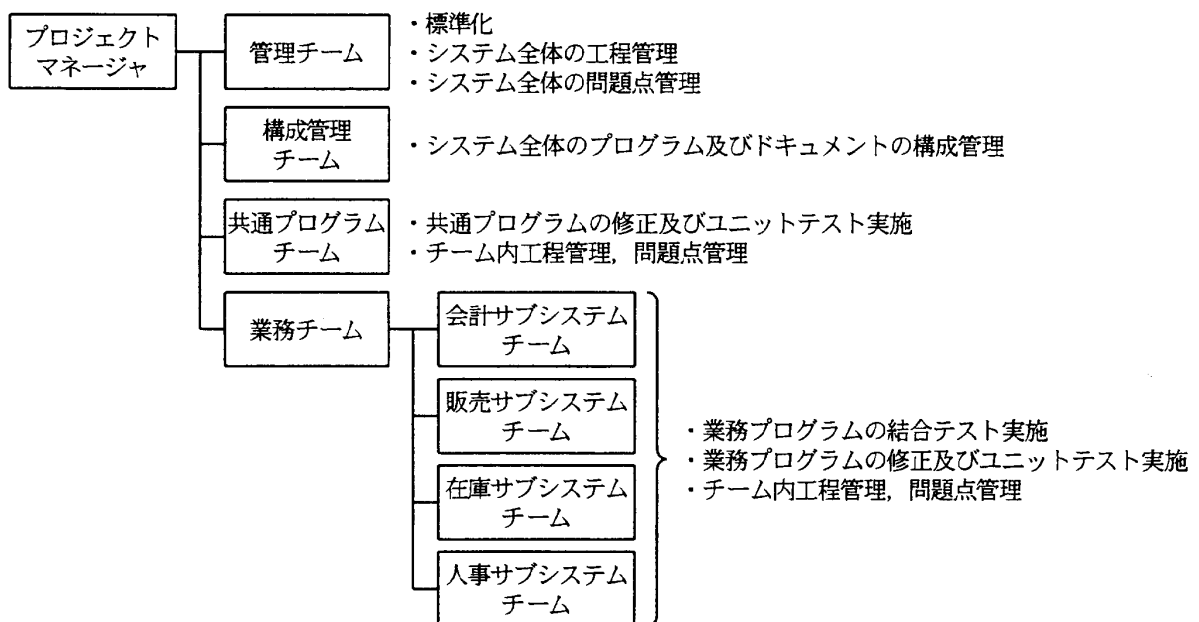 プロジェクト
マネージャ
管理チーム
・標準化
・システム全体の工程管理
・システム全体の問題点管理
構成管理
チーム
・システム全体のプログラム及びドキュメントの構成管理
共通プログラム
チーム
・共通プログラムの修正及びユニットテスト実施
・チーム内工程管理，問題点管理
業務チーム
会計サブシステム
チーム
販売サブシステム
チーム
在庫サブシステム
チーム
人事サブシステム
チーム
・業務プログラムの結合テスト実施
・業務プログラムの修正及びユニットテスト実施
・チーム内工程管理，問題点管理